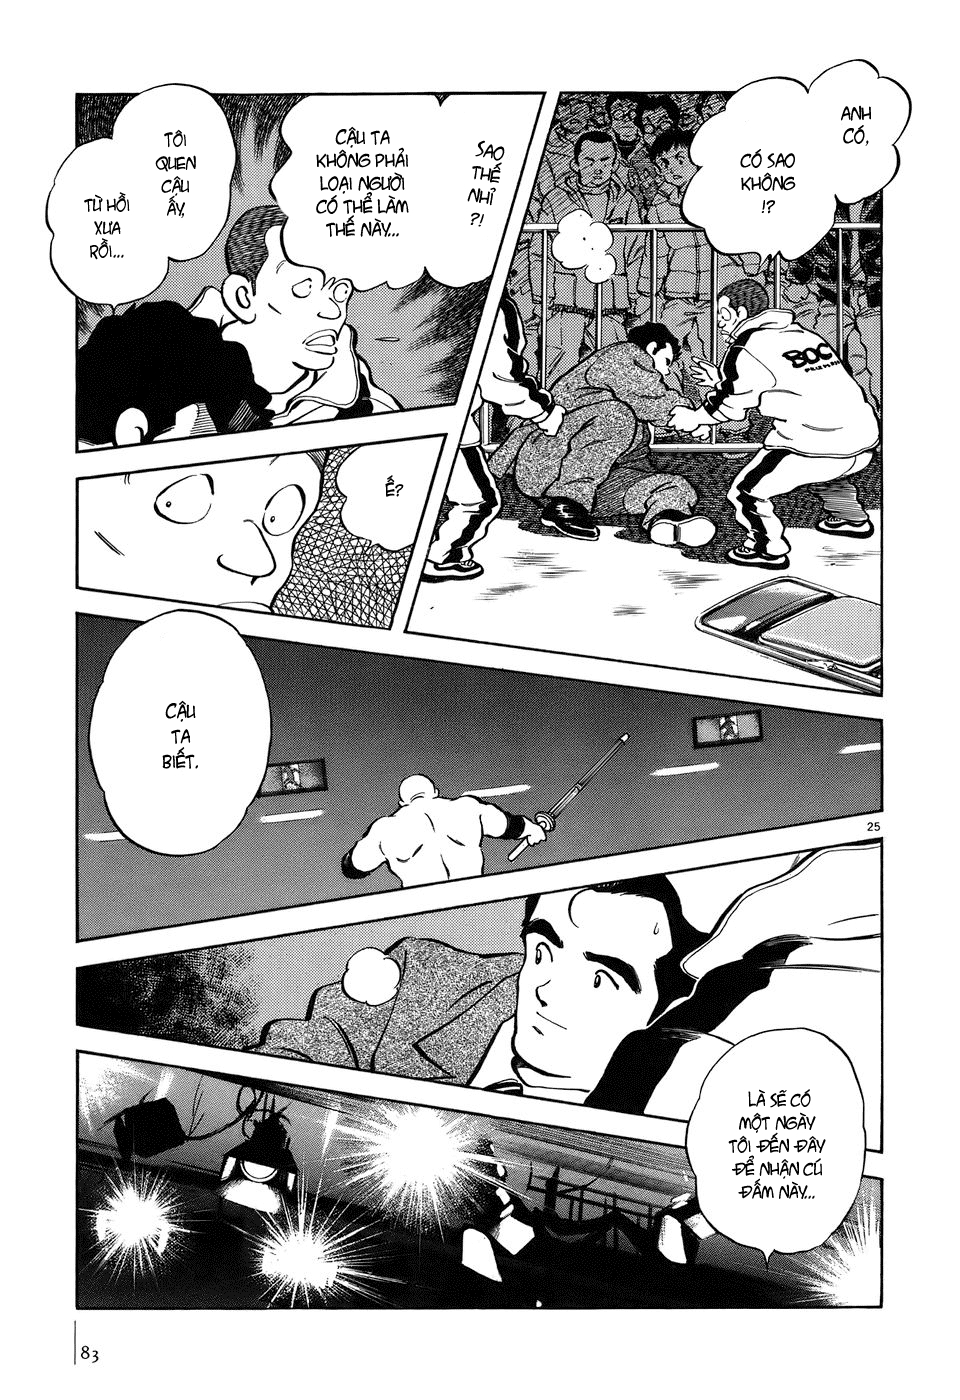 ANH
CÓ,
CÓ SAO
KHÔNG
!?
BOC
SAO
THẾ
NHỈ
?!
CẬU TA
KHÔNG PHẢI
LOẠI NGƯỜI
CÓ THỂ LÀM
THẾ NÀY...
TÔI
QUEN
CẬU
ẤY,
TỪ HỒI
XƯA
RỒI...
Ế?
CẬU
TA
BIẾT.
25
LÀ SẼ CÓ
MỘT NGÀY
TÔI ĐẾN ĐÂY
ĐỂ NHẬN CÚ
ĐẤM NÀY...
83